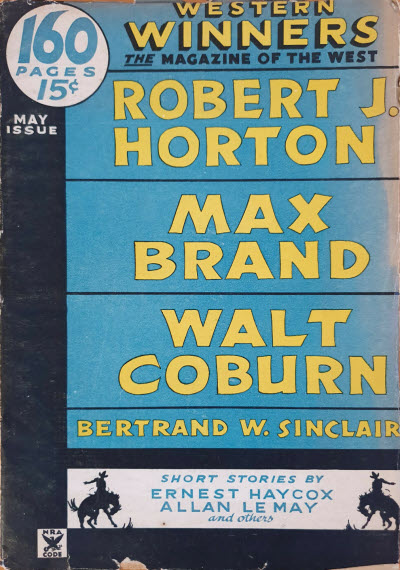 WESTERN
WINNERS
THE MAGAZINE OF THE WEST
160
PAGES
15¢
MAY
ISSUE
ROBERT J.
HORTON
MAX
BRAND
WALT
COBURN
BERTRAND W. SINCLAIR
SHORT STORIES BY
ERNEST HAYCOX
ALLAN LE MAY
and others
NRA
CODE